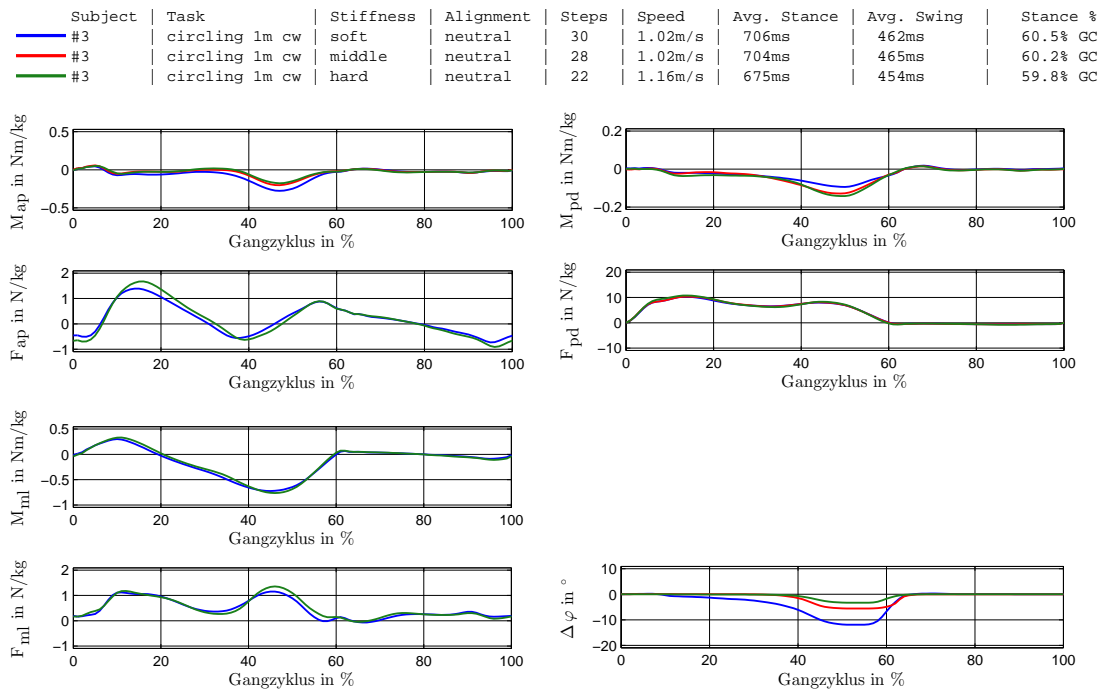 Subject | Task | Stiffness | Alignment | Steps | Speed | Avg. Stance | Avg. Swing | Stance %
#3 | circling 1m cw | soft | neutral | 30 | 1.02m/s | 706ms | 462ms | 60.5% GC
#3 | circling 1m cw | middle | neutral | 28 | 1.02m/s | 704ms | 465ms | 60.2% GC
#3 | circling 1m cw | hard | neutral | 22 | 1.16m/s | 675ms | 454ms | 59.8% GC
M_ap in Nm/kg
0.5
0
−0.5
0 20 40 60 80 100
Gangzyklus in %
M_pd in Nm/kg
0.2
0
−0.2
0 20 40 60 80 100
Gangzyklus in %
F_ap in N/kg
2
1
0
−1
0 20 40 60 80 100
Gangzyklus in %
F_pd in N/kg
20
10
0
−10
0 20 40 60 80 100
Gangzyklus in %
M_ml in Nm/kg
0.5
0
−0.5
−1
0 20 40 60 80 100
Gangzyklus in %
F_ml in N/kg
2
1
0
−1
0 20 40 60 80 100
Gangzyklus in %
Δφ in °
10
0
−10
−20
0 20 40 60 80 100
Gangzyklus in %